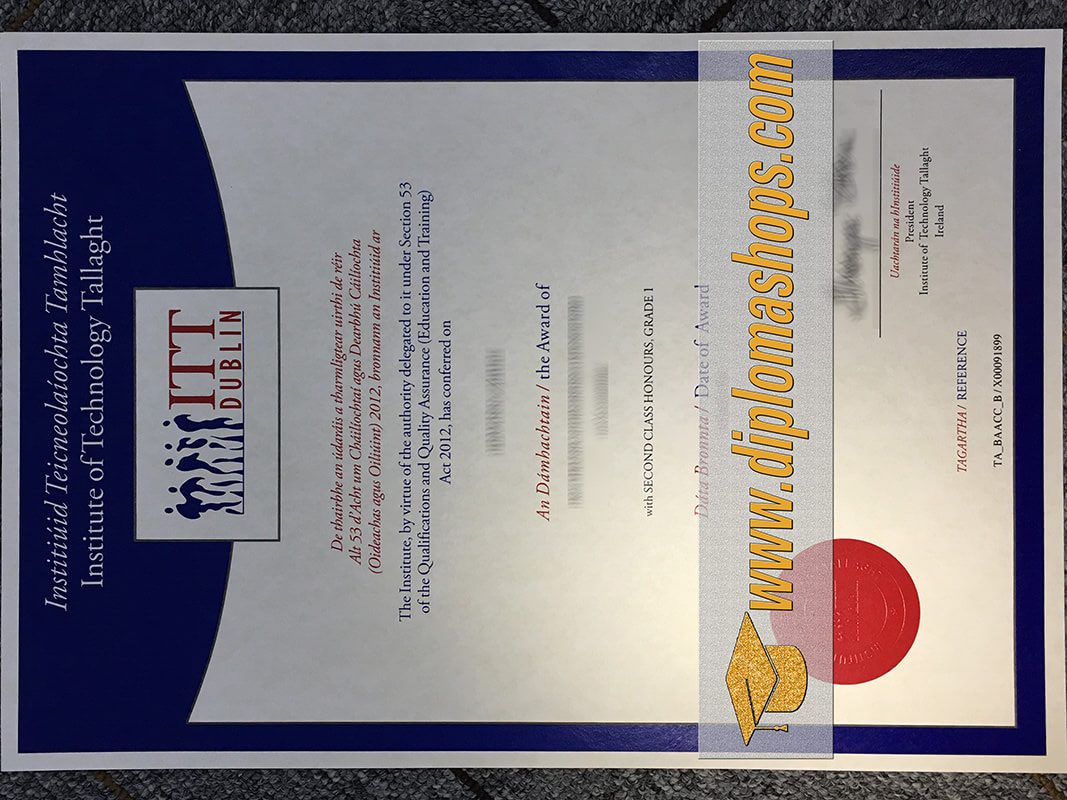 Institiúid Teicneolaíochta Tamhlacht
Institute of Technology Tallaght
ITT
DUBLIN
De thairbhe an údaráis a tharmligtear uirthi de réir
Alt 53 d'Acht um Cháilíochtaí agus Dearbhú Cáilíochta
(Oideachas agus Oiliúint) 2012, bronnann an Institiúid ar
The Institute, by virtue of the authority delegated to it under Section 53
of the Qualifications and Quality Assurance (Education and Training)
Act 2012, has conferred on
An Dámhachtain / the Award of
with SECOND CLASS HONOURS, GRADE 1
Dáta Bronnta / Date of Award
www.diplomashops.com
Uachtarán na hInstitiúide
President
Institute of Technology Tallaght
Ireland
TAGARTHA / REFERENCE
TA_BAACC_B / X00091899